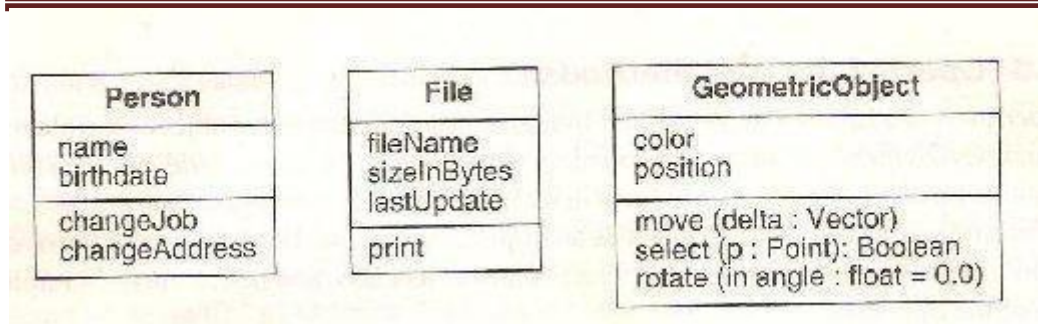 Person
name
birthdate
changeJob
changeAddress
File
fileName
sizeInBytes
lastUpdate
print
GeometricObject
color
position
move (delta : Vector)
select (p : Point): Boolean
rotate (in angle : float = 0.0)